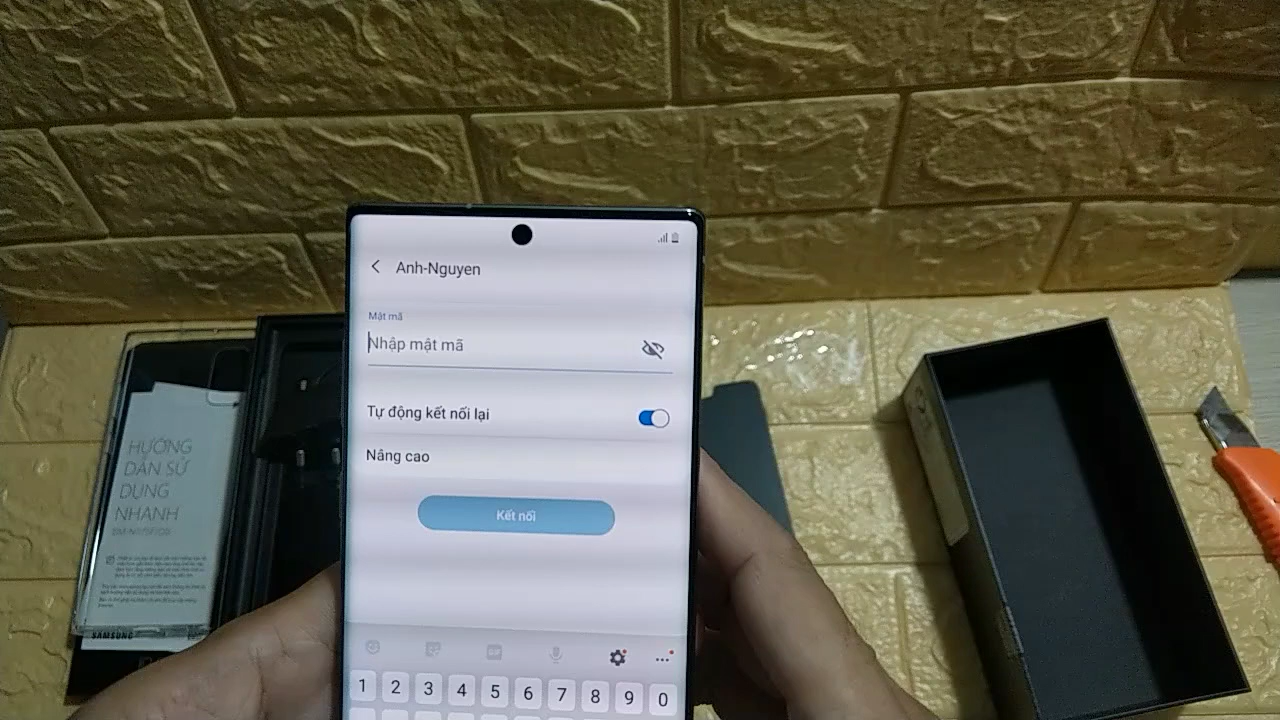 Anh-Nguyen
Mật mã
Nhập mật mã
Tự động kết nối lại
Nâng cao
Kết nối
GIF
1 2 3 4 5 6 7 8 9 0
HƯỚNG
DẪN SỬ
DỤNG
NHANH
SAMSUNG